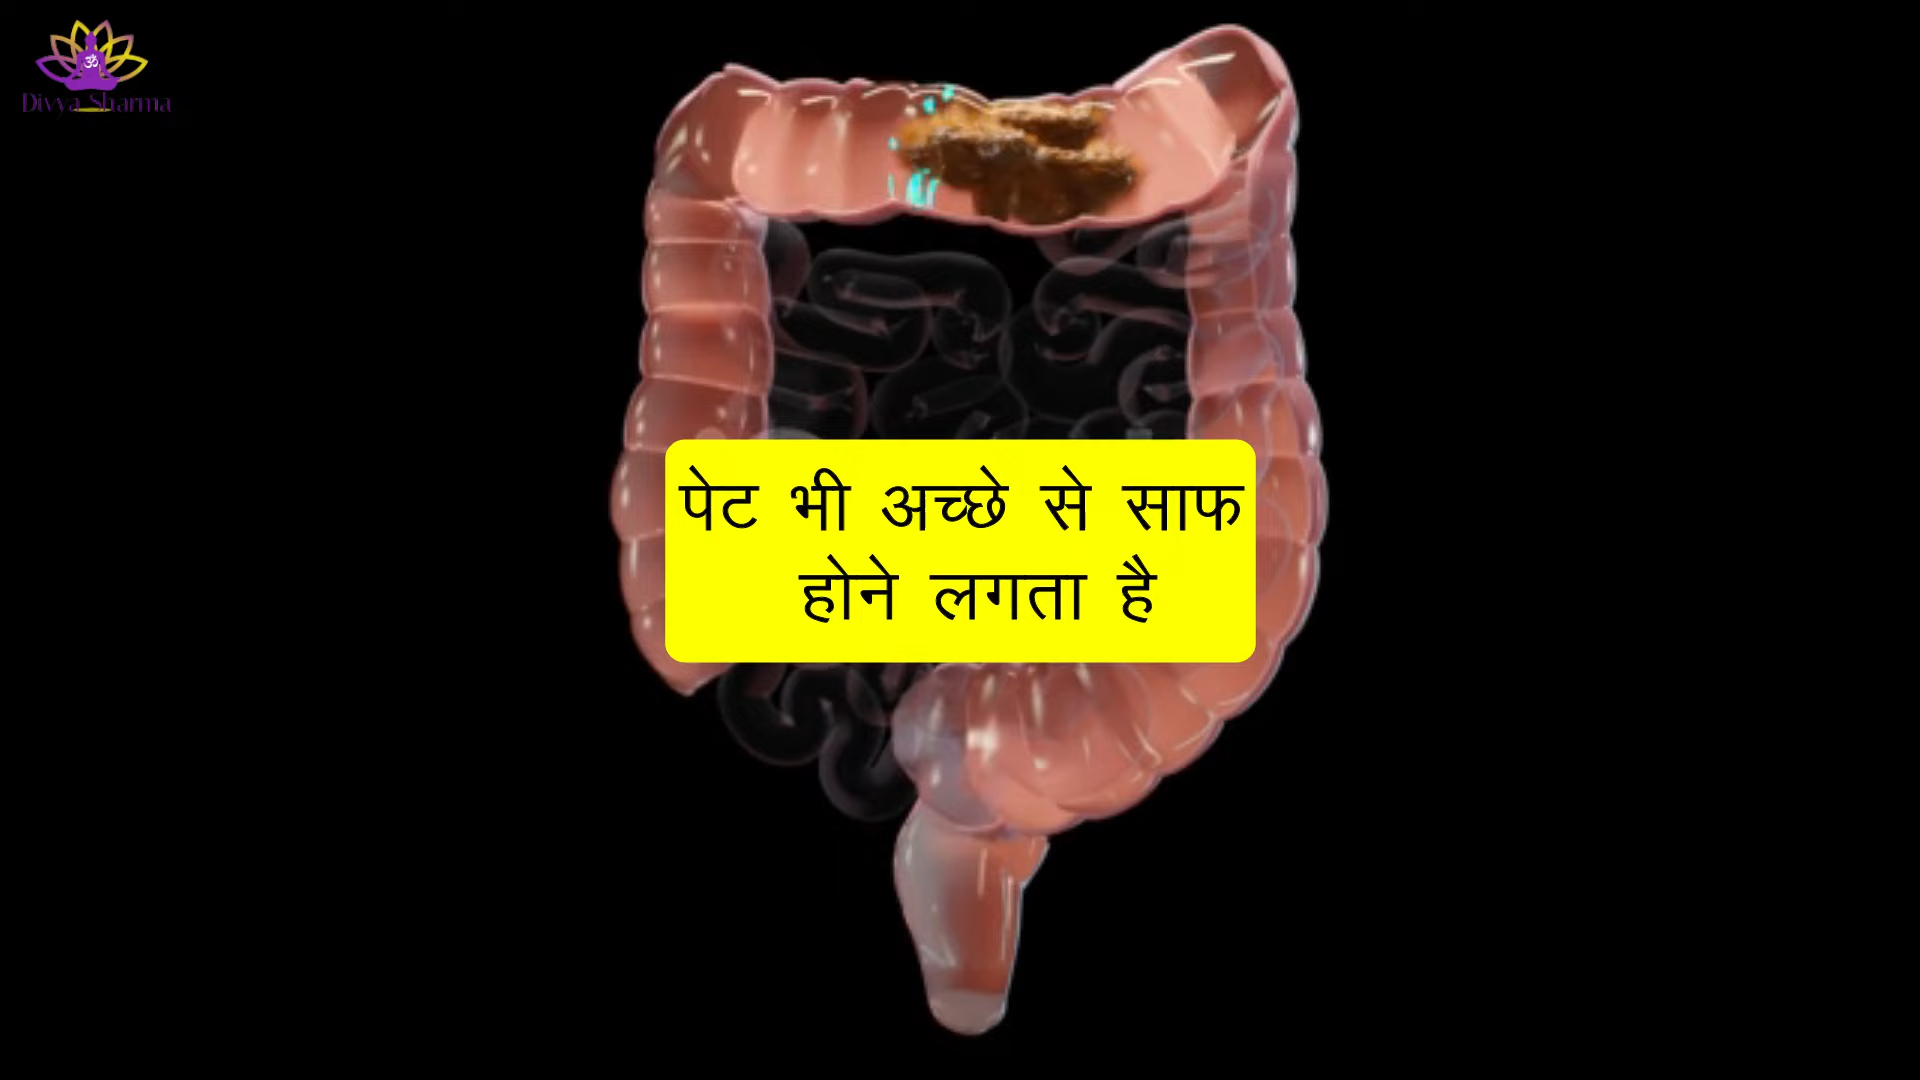 Divya Sharma
पेट भी अच्छे से साफ
होने लगता है